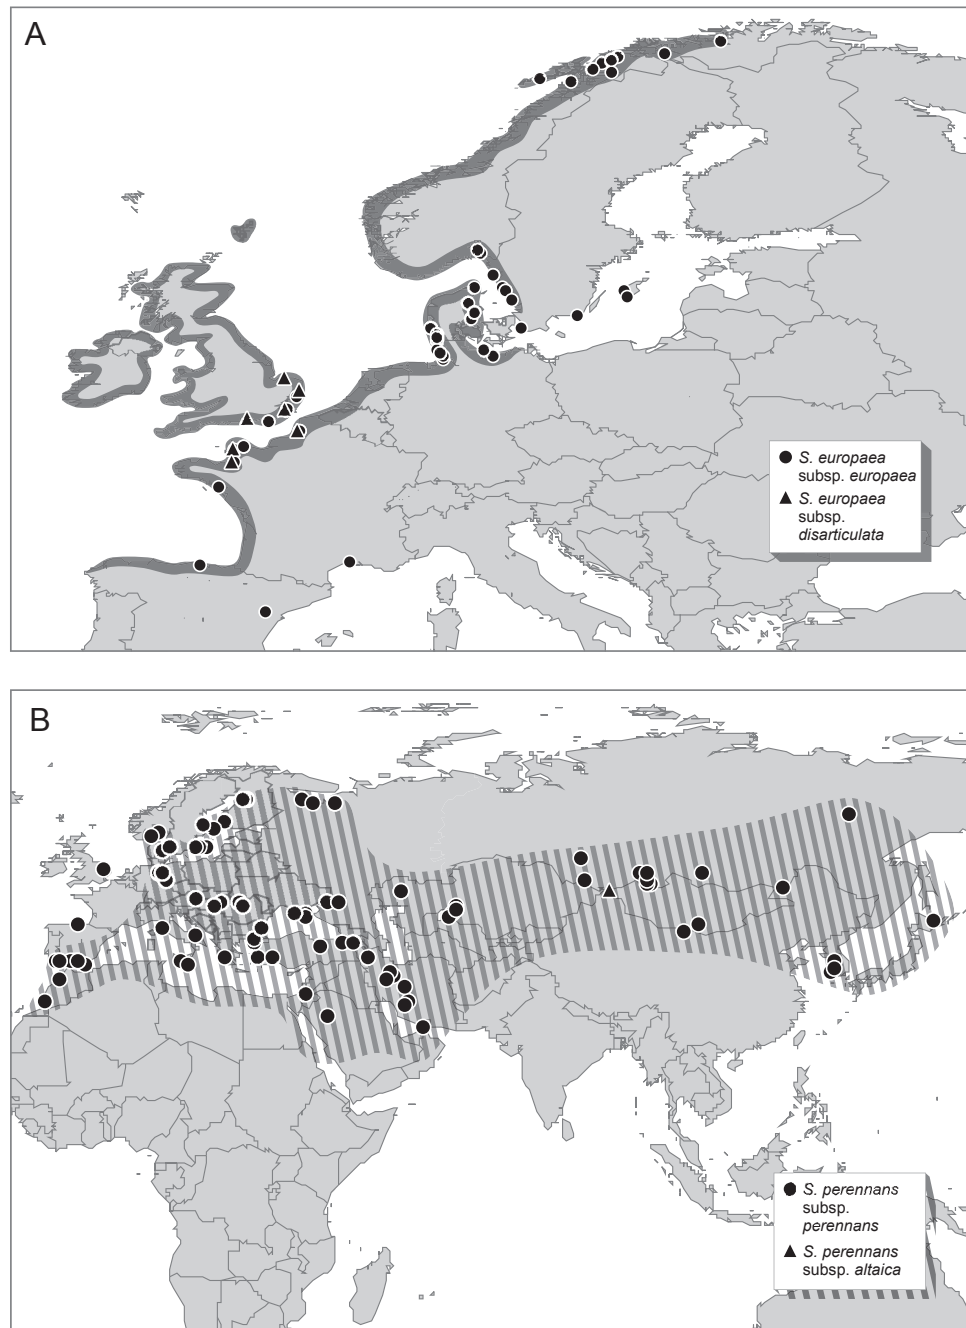 A
S. europaea
subsp. europaea
S. europaea
subsp.
disarticulata
B
S. perennans
subsp.
perennans
S. perennans
subsp. altaica